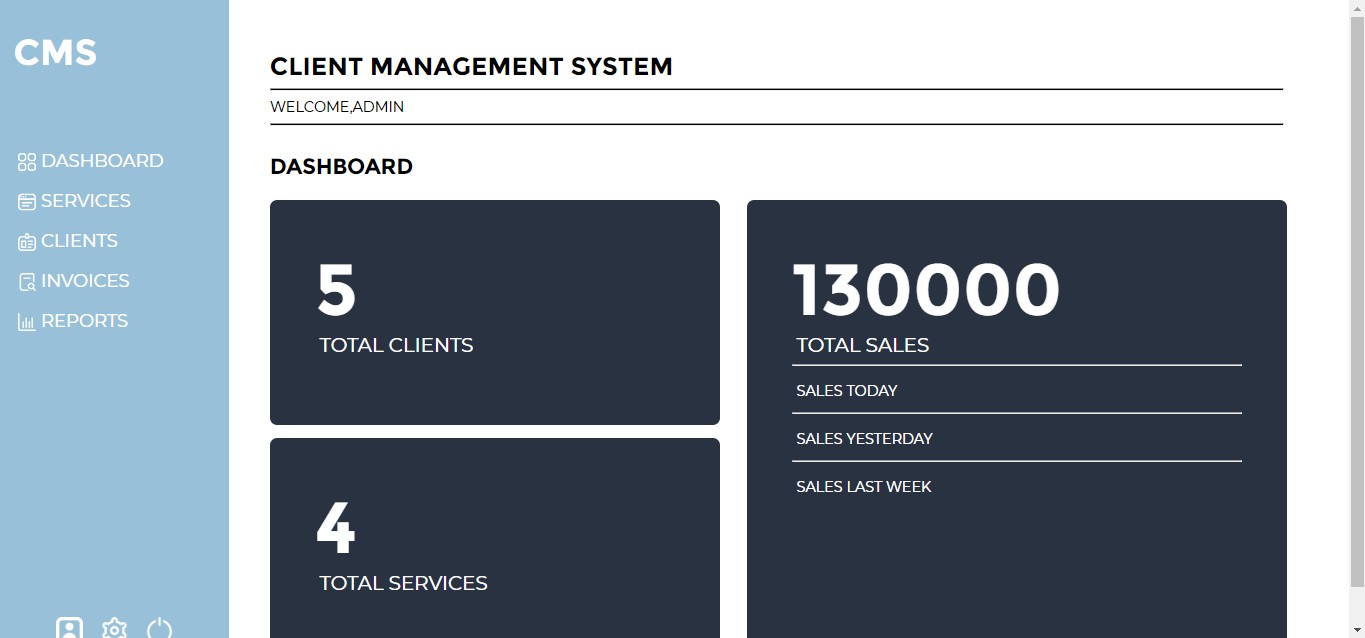 CMS
DASHBOARD
SERVICES
CLIENTS
INVOICES
REPORTS
CLIENT MANAGEMENT SYSTEM
WELCOME,ADMIN
DASHBOARD
5
TOTAL CLIENTS
4
TOTAL SERVICES
130000
TOTAL SALES
SALES TODAY
SALES YESTERDAY
SALES LAST WEEK